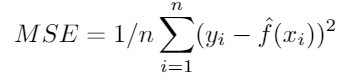 $MSE = 1/n \sum_{i=1}^{n} (y_i - \hat{f}(x_i))^2$